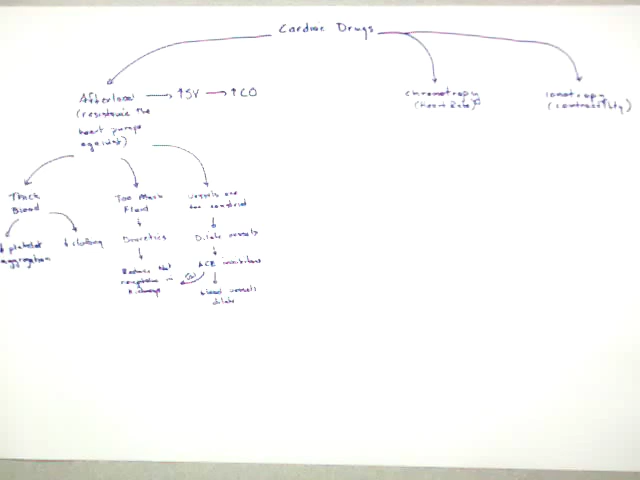 Cardiac Drugs
Afterload → ↑SV → ↑CO
(resistance the
heart pumps
against)
chronotropy
(Heart Rate)
ionotropy
(contractility)
Thick
Blood
Too Much
Fluid
Vessels are
too constrict
↓ platelet
aggregation
↓ clotting
Diuretics
Dilate vessels
Reduce Na+
in
Kidneys
ACE inhibitors
blood vessels
dilate